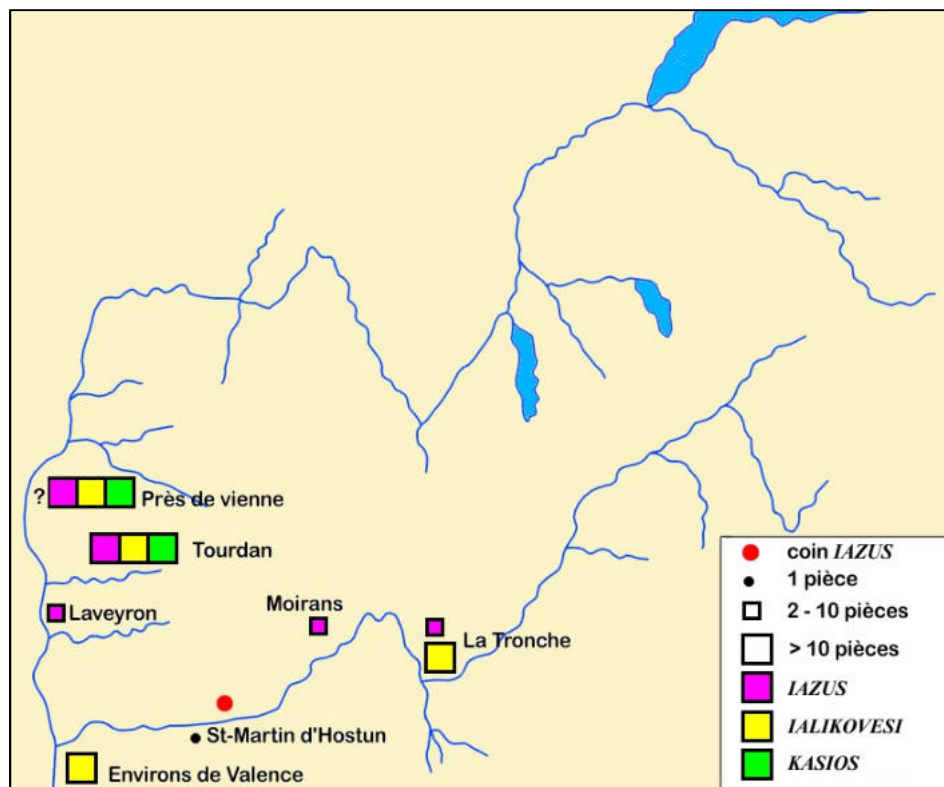 ?
Près de vienne
Tourdan
Laveyron
Moirans
La Tronche
St-Martin d'Hostun
Environs de Valence
coin IAZUS
1 pièce
2 - 10 pièces
> 10 pièces
IAZUS
IALIKOVESI
KASIOS